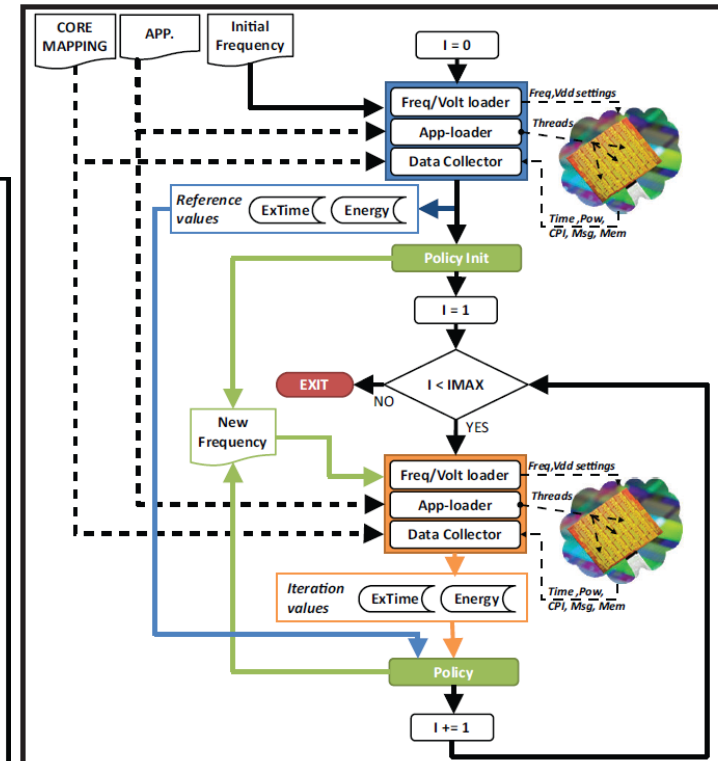 CORE
MAPPING
APP.
Initial
Frequency
I = 0
Freq/Volt loader
App-loader
Data Collector
Freq,Vdd settings
Threads
Time ,Pow,
CPI, Msg, Mem
Reference
values
ExTime
Energy
Policy Init
I = 1
I < IMAX
EXIT
NO
YES
New
Frequency
Freq/Volt loader
App-loader
Data Collector
Freq,Vdd settings
Threads
Time ,Pow,
CPI, Msg, Mem
Iteration
values
ExTime
Energy
Policy
I += 1